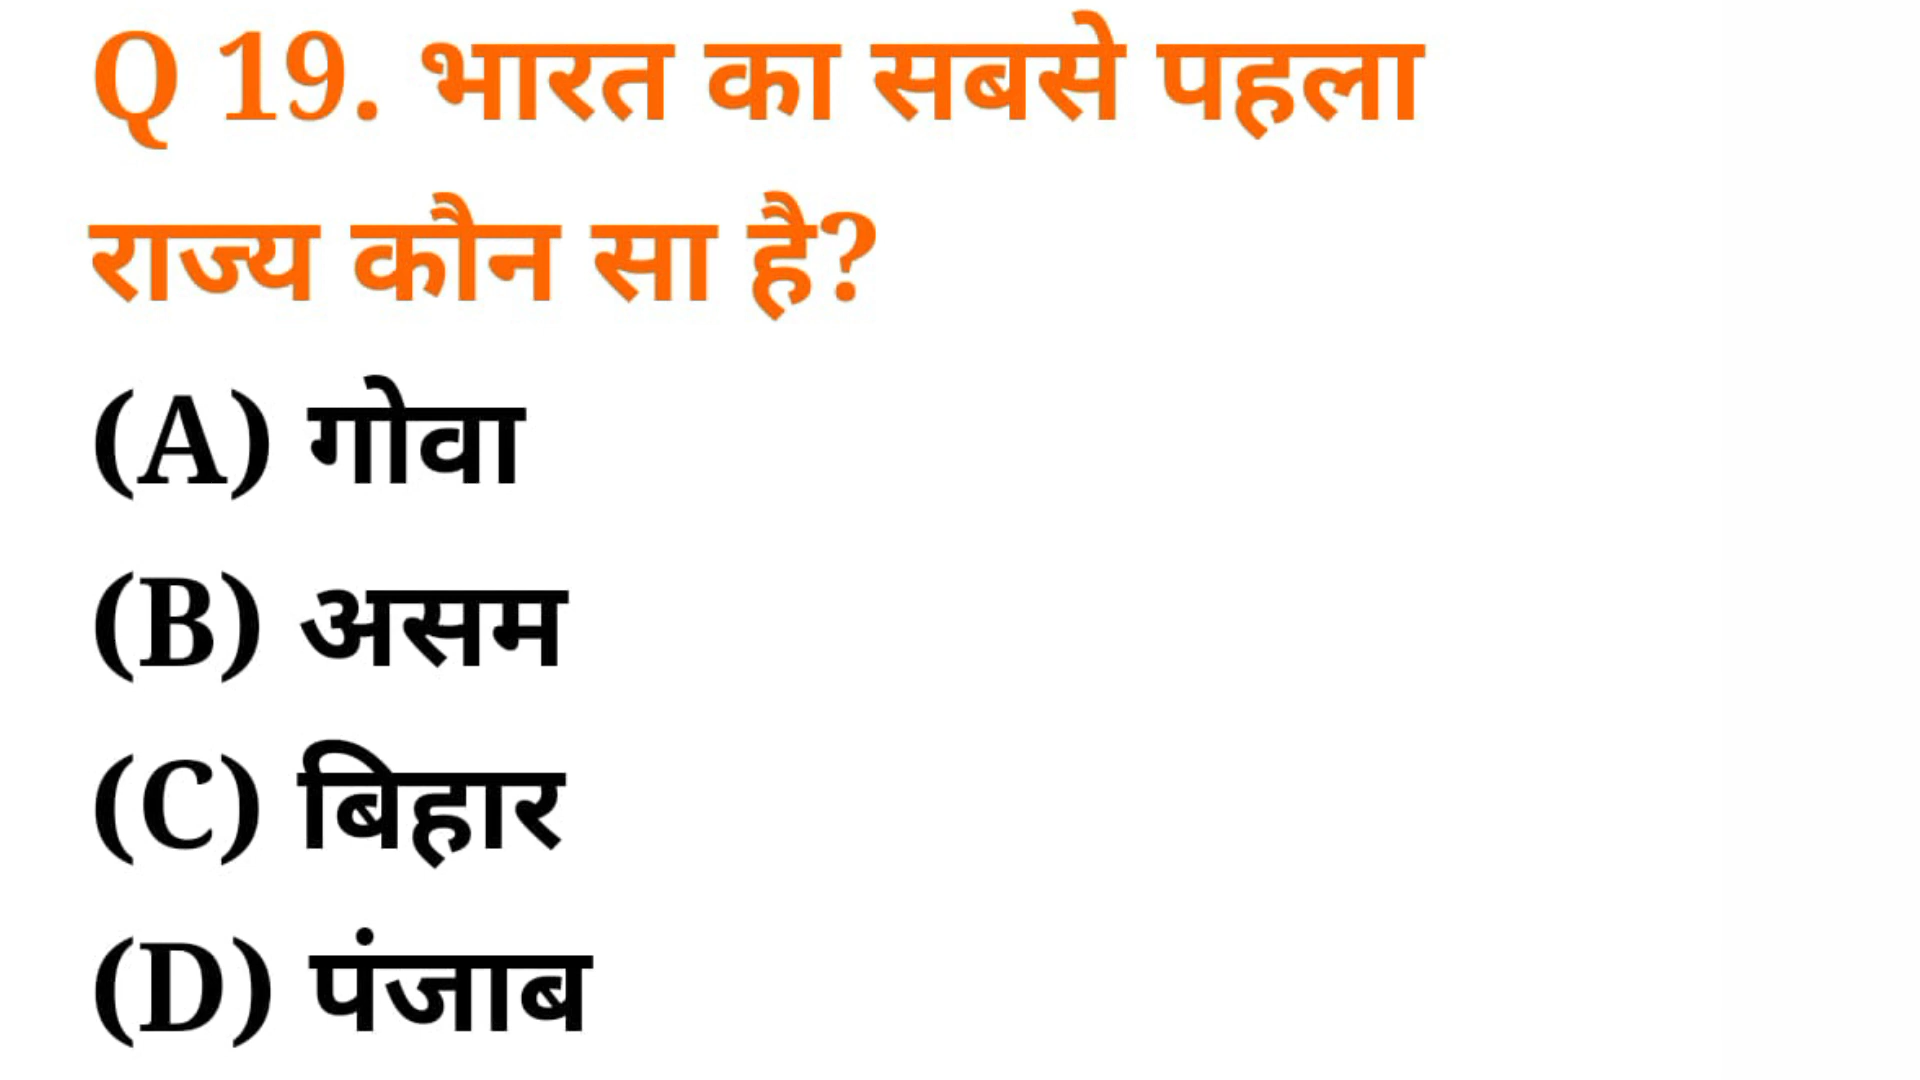 Q 19. भारत का सबसे पहला
राज्य कौन सा है?
(A) गोवा
(B) असम
(C) बिहार
(D) पंजाब